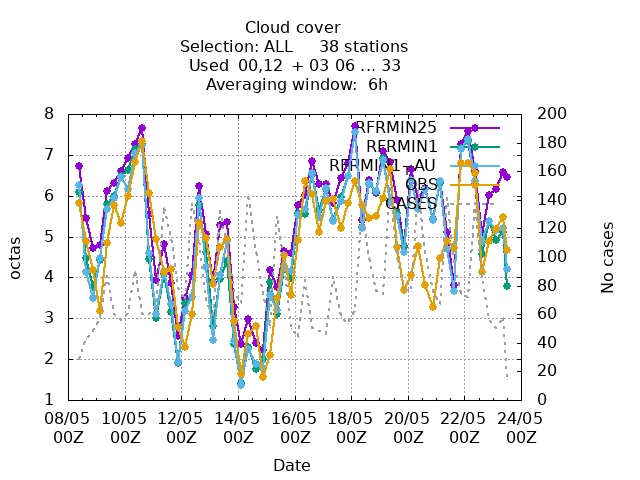 Cloud cover
Selection: ALL     38 stations
Used  00,12  + 03 06 ... 33
Averaging window:  6h
8
7
6
5
4
3
2
1
octas
200
180
160
140
120
100
80
60
40
20
0
No cases
RFRMIN25
RFRMIN1
RFRMIN1-AU
OBS
CASES
08/05 10/05 12/05 14/05 16/05 18/05 20/05 22/05 24/05
00Z 00Z 00Z 00Z 00Z 00Z 00Z 00Z 00Z
Date